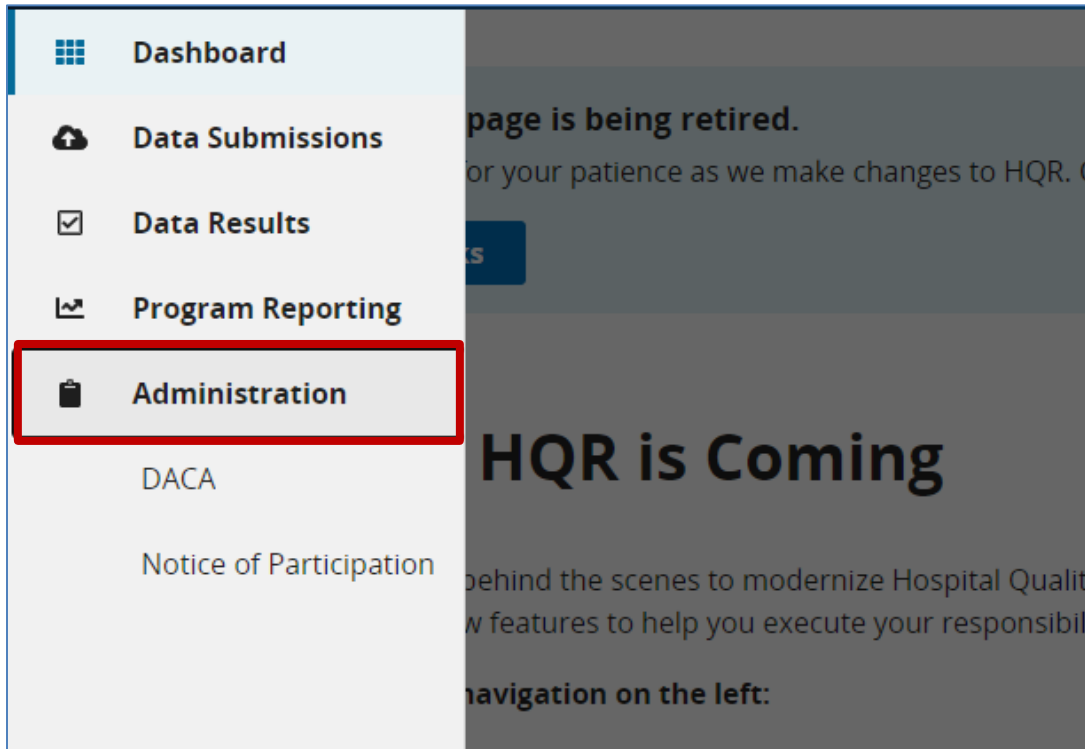 Dashboard
Data Submissions
Data Results
Program Reporting
Administration
DACA
Notice of Participation
page is being retired.
for your patience as we make changes to HQR.
HQR is Coming
behind the scenes to modernize Hospital
features to help you execute your
navigation on the left: